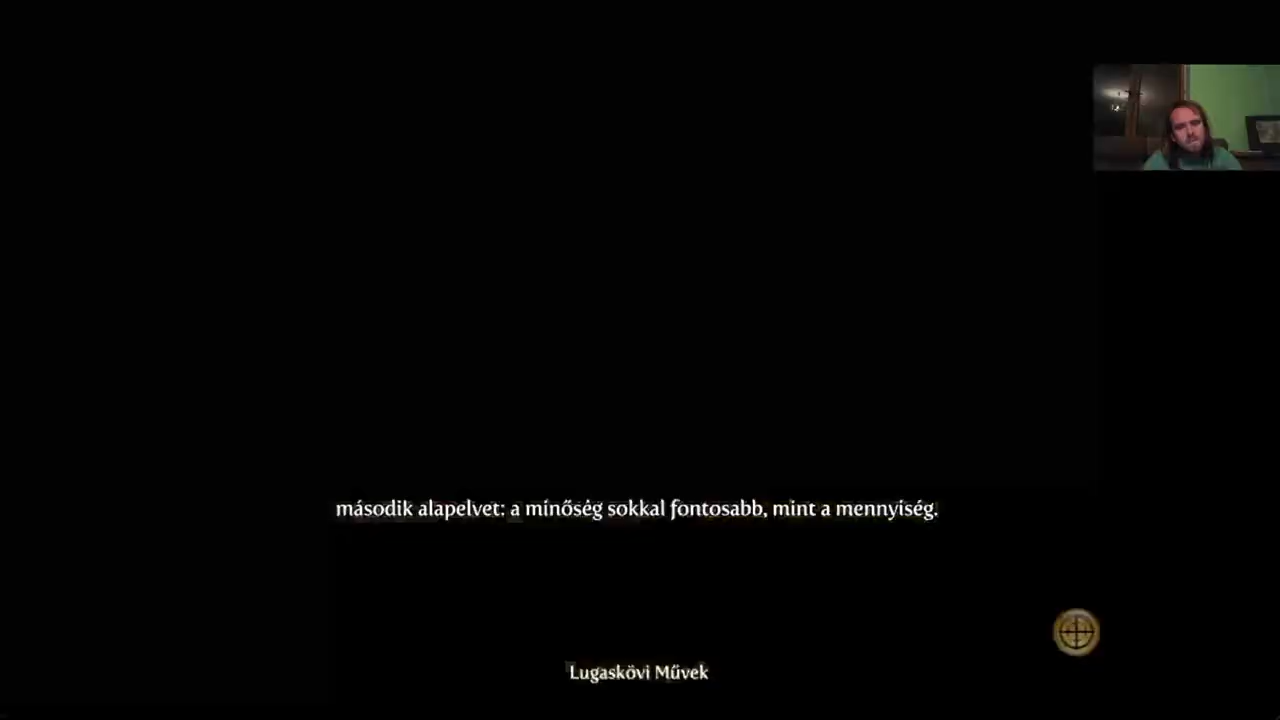 második alapelvet: a minőség sokkal fontosabb, mint a mennyiség.
Lugaskövi Művek